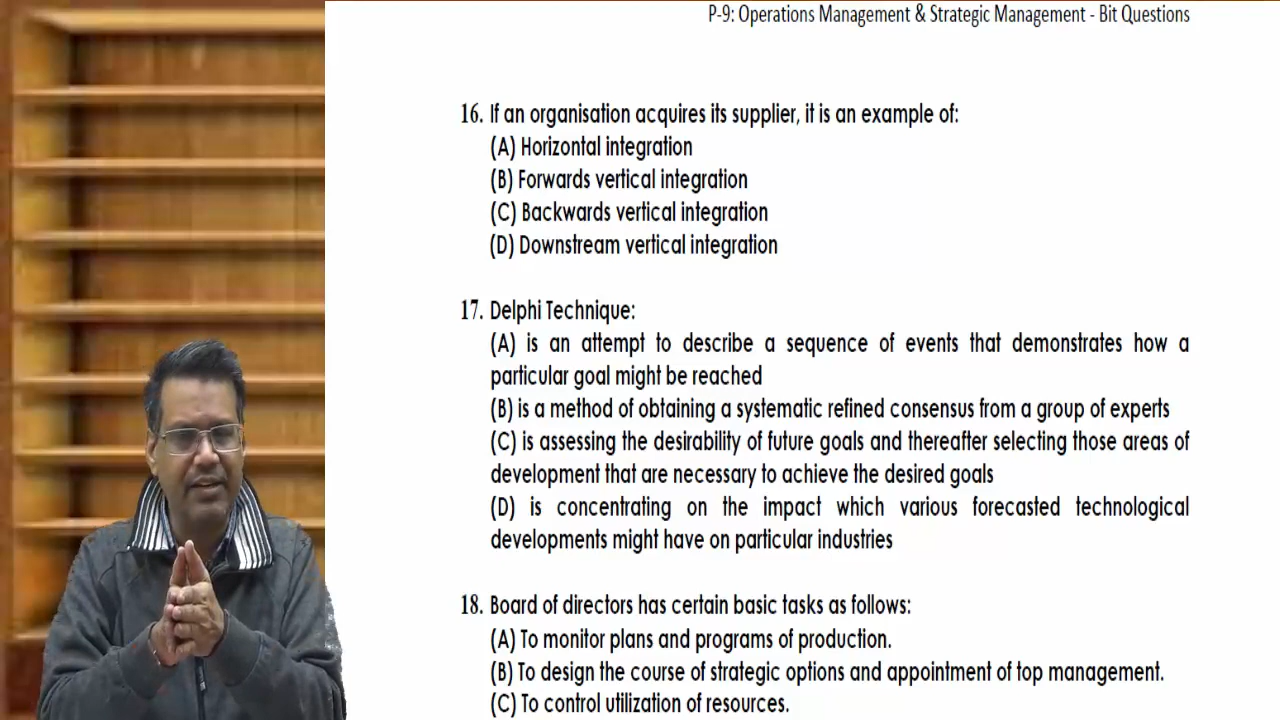 P-9: Operations Management & Strategic Management - Bit Questions
16. If an organisation acquires its supplier, it is an example of:
(A) Horizontal integration
(B) Forwards vertical integration
(C) Backwards vertical integration
(D) Downstream vertical integration
17. Delphi Technique:
(A) is an attempt to describe a sequence of events that demonstrates how a
particular goal might be reached
(B) is a method of obtaining a systematic refined consensus from a group of experts
(C) is assessing the desirability of future goals and thereafter selecting those areas of
development that are necessary to achieve the desired goals
(D) is concentrating on the impact which various forecasted technological
developments might have on particular industries
18. Board of directors has certain basic tasks as follows:
(A) To monitor plans and programs of production.
(B) To design the course of strategic options and appointment of top management.
(C) To control utilization of resources.